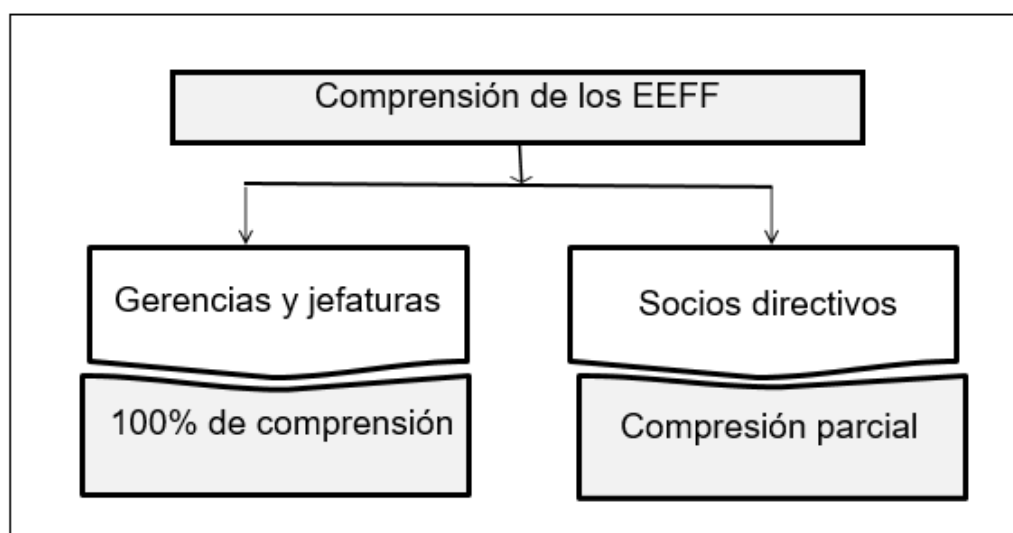 Comprensión de los EEFF
Gerencias y jefaturas
Socios directivos
100% de comprensión
Compresión parcial